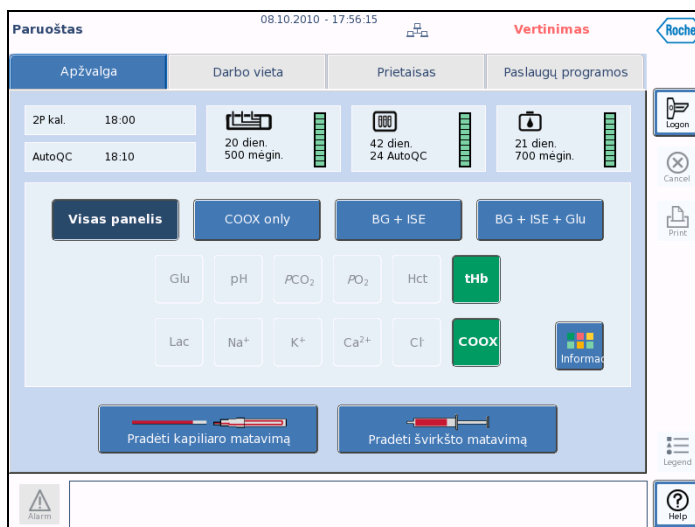 Paruoštas
08.10.2010 - 17:56:15
Vertinimas
Roche
Apžvalga
Darbo vieta
Prietaisas
Paslaugų programos
2P kal. 18:00
AutoQC 18:10
20 dien.
500 mėgin.
42 dien.
24 AutoQC
21 dien.
700 mėgin.
Logon
Cancel
Print
Visas panelis
COOX only
BG + ISE
BG + ISE + Glu
Glu pH PCO₂ PO₂ Hct tHb
Lac Na⁺ K⁺ Ca²⁺ Cl⁻ COOX
Informac
Pradėti kapiliaro matavimą
Pradėti švirkšto matavimą
Legend
Alarm
Help